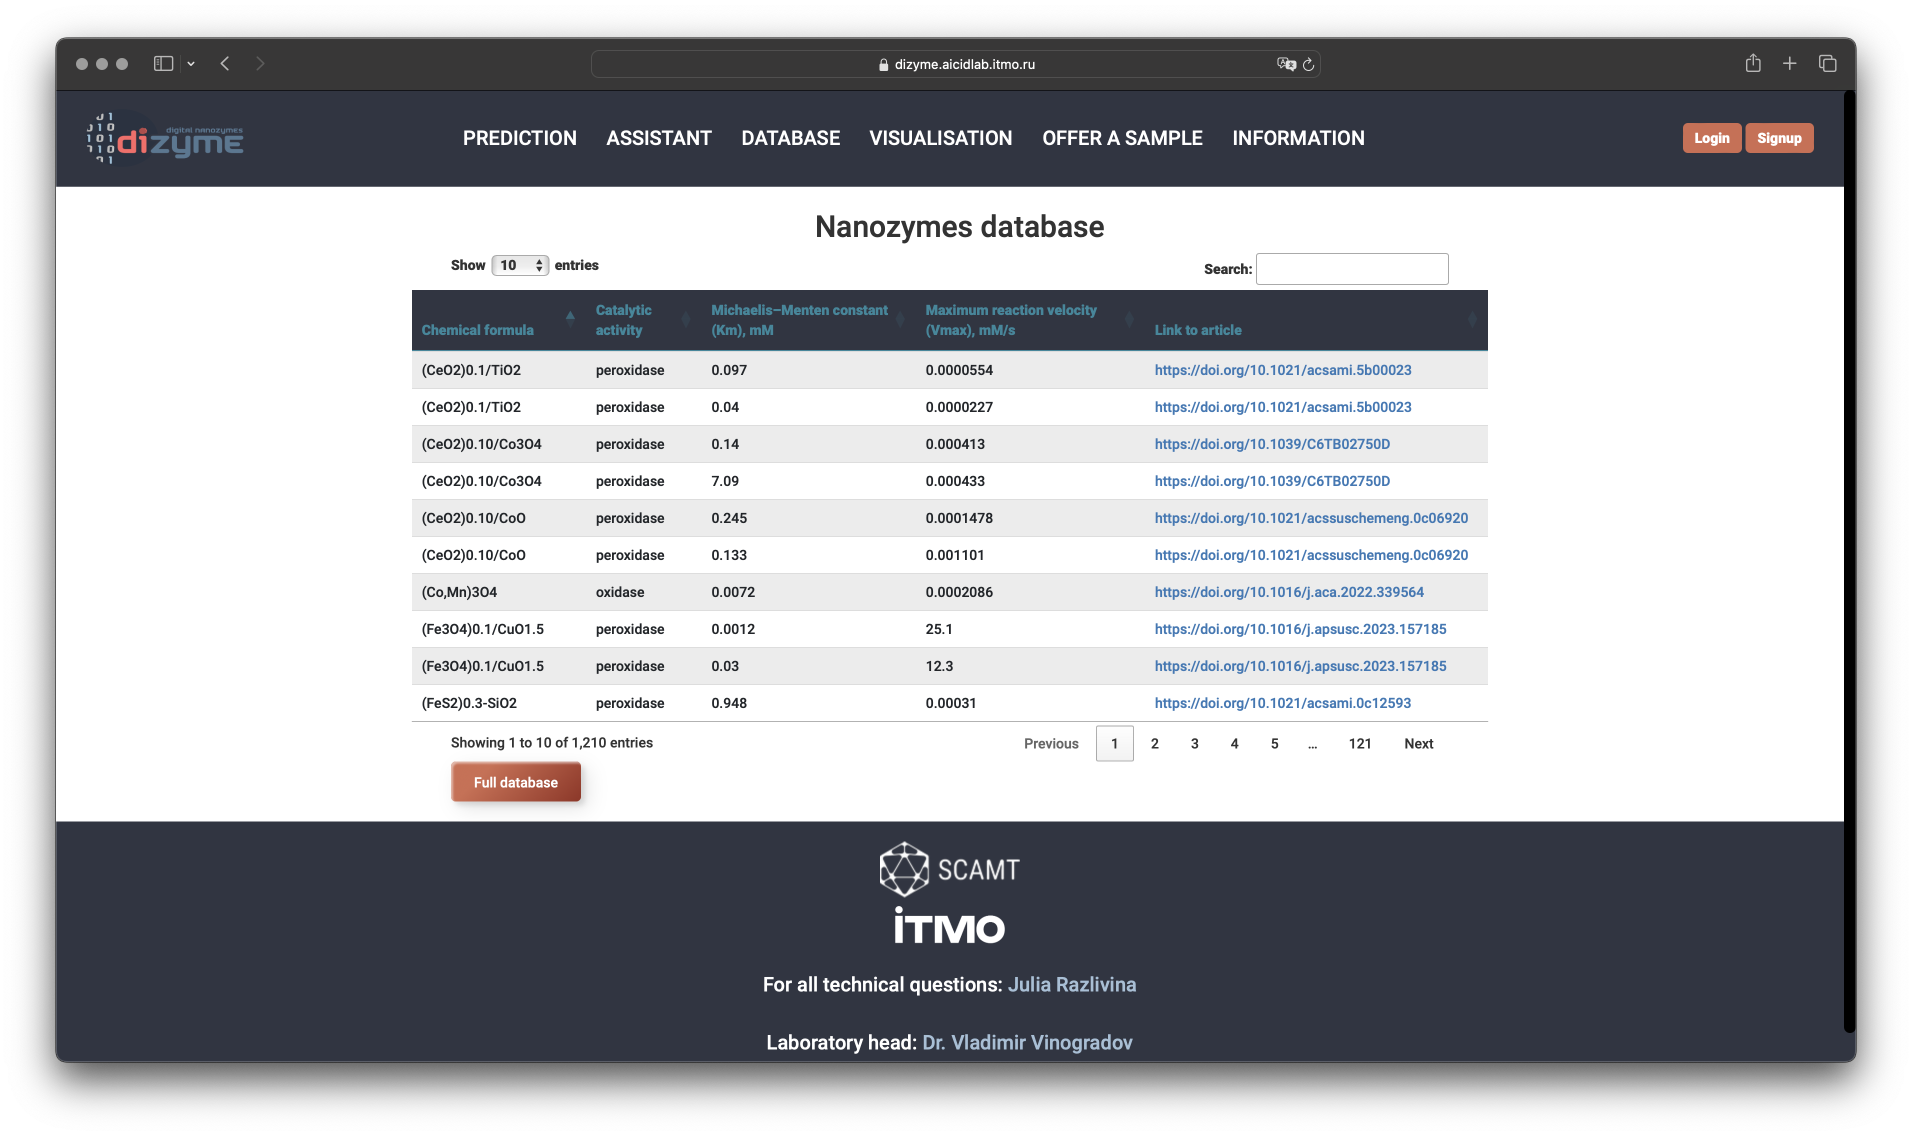 dizyme.aicidlab.itmo.ru
digital nanozymes
dizyme
PREDICTION ASSISTANT DATABASE VISUALISATION OFFER A SAMPLE INFORMATION
Login Signup
Nanozymes database
Show 10 entries
Search:
Chemical formula Catalytic activity Michaelis–Menten constant (Km), mM Maximum reaction velocity (Vmax), mM/s Link to article
(CeO2)0.1/TiO2 peroxidase 0.097 0.0000554 https://doi.org/10.1021/acsami.5b00023
(CeO2)0.1/TiO2 peroxidase 0.04 0.0000227 https://doi.org/10.1021/acsami.5b00023
(CeO2)0.10/Co3O4 peroxidase 0.14 0.000413 https://doi.org/10.1039/C6TB02750D
(CeO2)0.10/Co3O4 peroxidase 7.09 0.000433 https://doi.org/10.1039/C6TB02750D
(CeO2)0.10/CoO peroxidase 0.245 0.0001478 https://doi.org/10.1021/acssuschemeng.0c06920
(CeO2)0.10/CoO peroxidase 0.133 0.001101 https://doi.org/10.1021/acssuschemeng.0c06920
(Co,Mn)3O4 oxidase 0.0072 0.0002086 https://doi.org/10.1016/j.aca.2022.339564
(Fe3O4)0.1/CuO1.5 peroxidase 0.0012 25.1 https://doi.org/10.1016/j.apsusc.2023.157185
(Fe3O4)0.1/CuO1.5 peroxidase 0.03 12.3 https://doi.org/10.1016/j.apsusc.2023.157185
(FeS2)0.3-SiO2 peroxidase 0.948 0.00031 https://doi.org/10.1021/acsami.0c12593
Showing 1 to 10 of 1,210 entries
Previous 1 2 3 4 5 … 121 Next
Full database
SCAMT
iTMO
For all technical questions: Julia Razlivina
Laboratory head: Dr. Vladimir Vinogradov